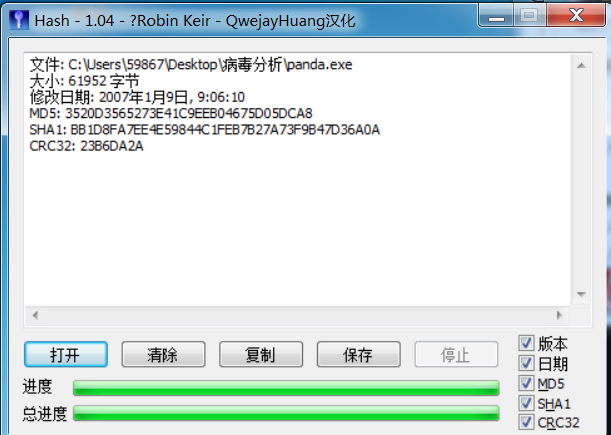 Hash - 1.04 - ?Robin Keir - QwejayHuang汉化
文件: C:\Users\59867\Desktop\病毒分析\panda.exe
大小: 61952 字节
修改日期: 2007年1月9日, 9:06:10
MD5: 3520D3565273E41C9EEB04675D05DCA8
SHA1: BB1D8FA7EE4E59844C1FEB7B27A73F9B47D36A0A
CRC32: 23B6DA2A
打开 清除 复制 保存 停止
版本
日期
MD5
SHA1
CRC32
进度
总进度